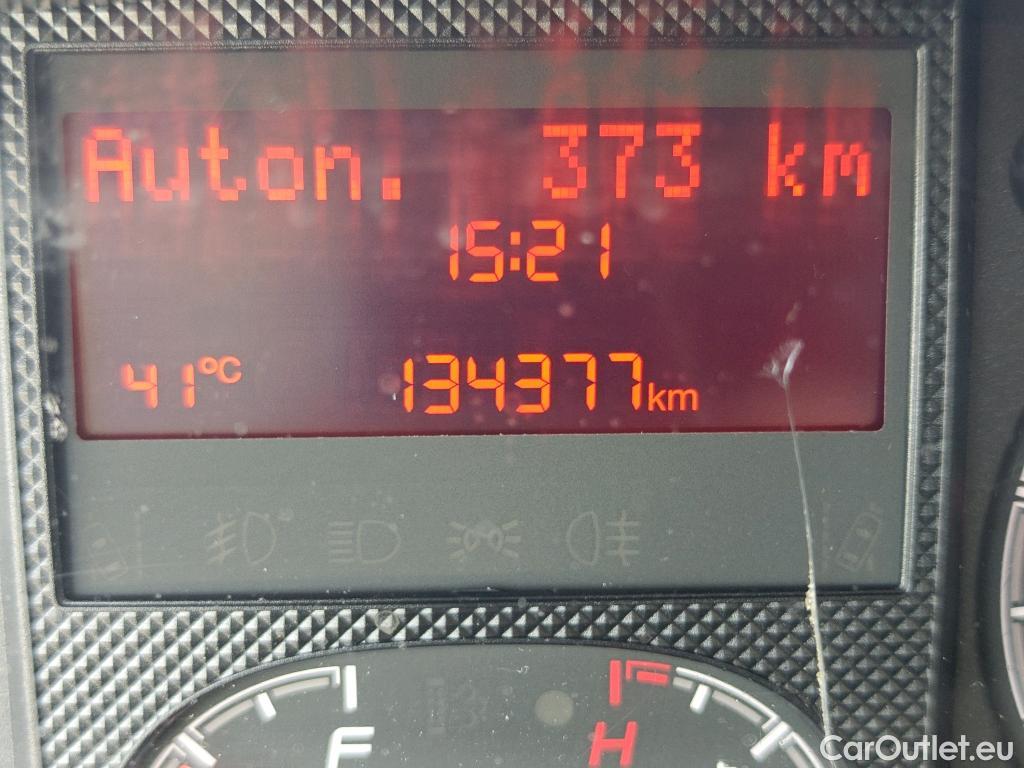 Auton. 373 km
15:21
41°C 134377km
F H
CarOutlet.eu